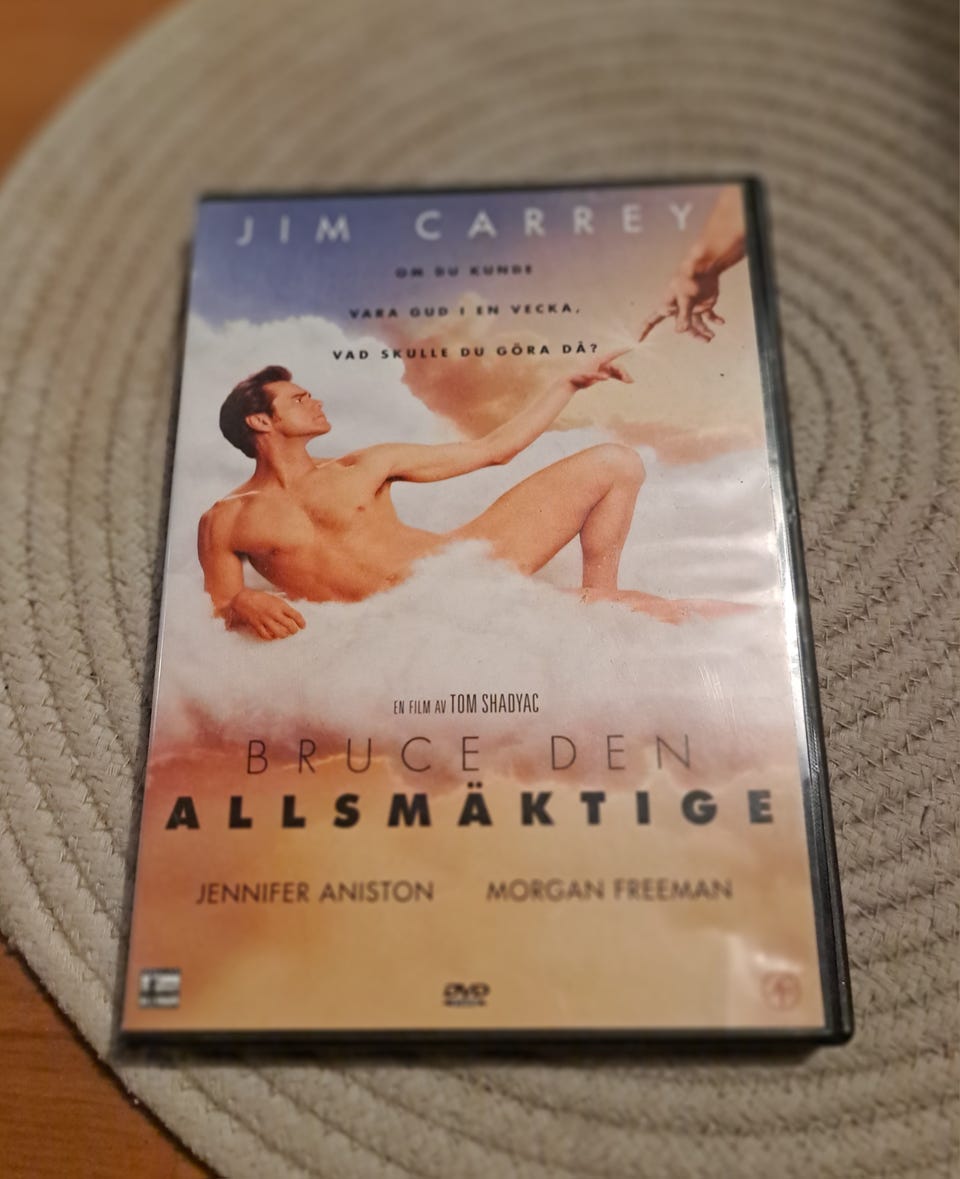 JIM CARREY
OM DU KUNDE
VARA GUD I EN VECKA,
VAD SKULLE DU GÖRA DÅ?
EN FILM AV TOM SHADYAC
BRUCE DEN
ALLSMÄKTIGE
JENNIFER ANISTON MORGAN FREEMAN
DVD